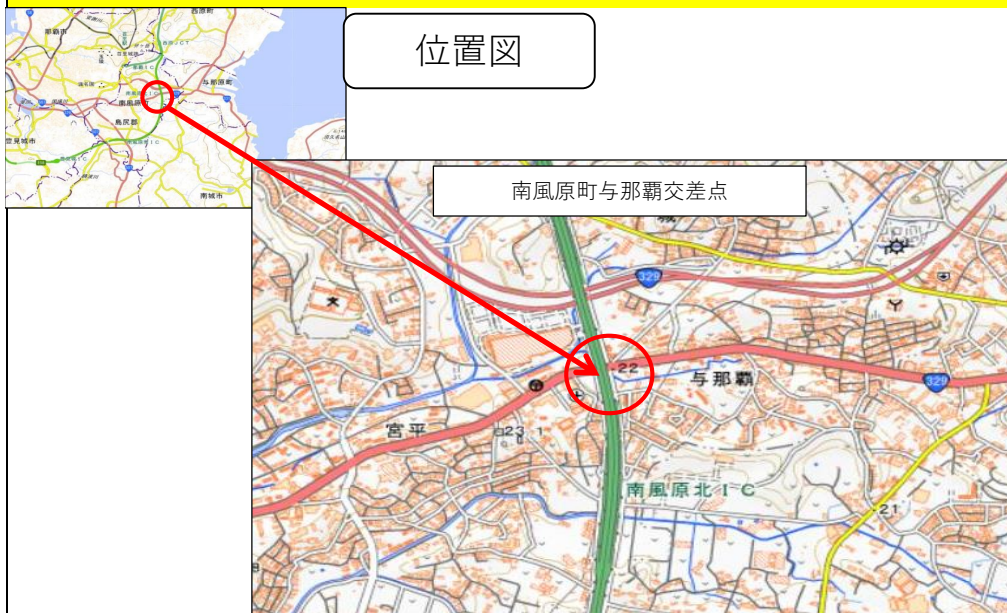 位置図
西原町
那覇市
与那原町
南風原町
島尻郡
豊見城市
南城市
南風原町与那覇交差点
329
22
与那覇
329
宮平
23.1
南風原北IC
21